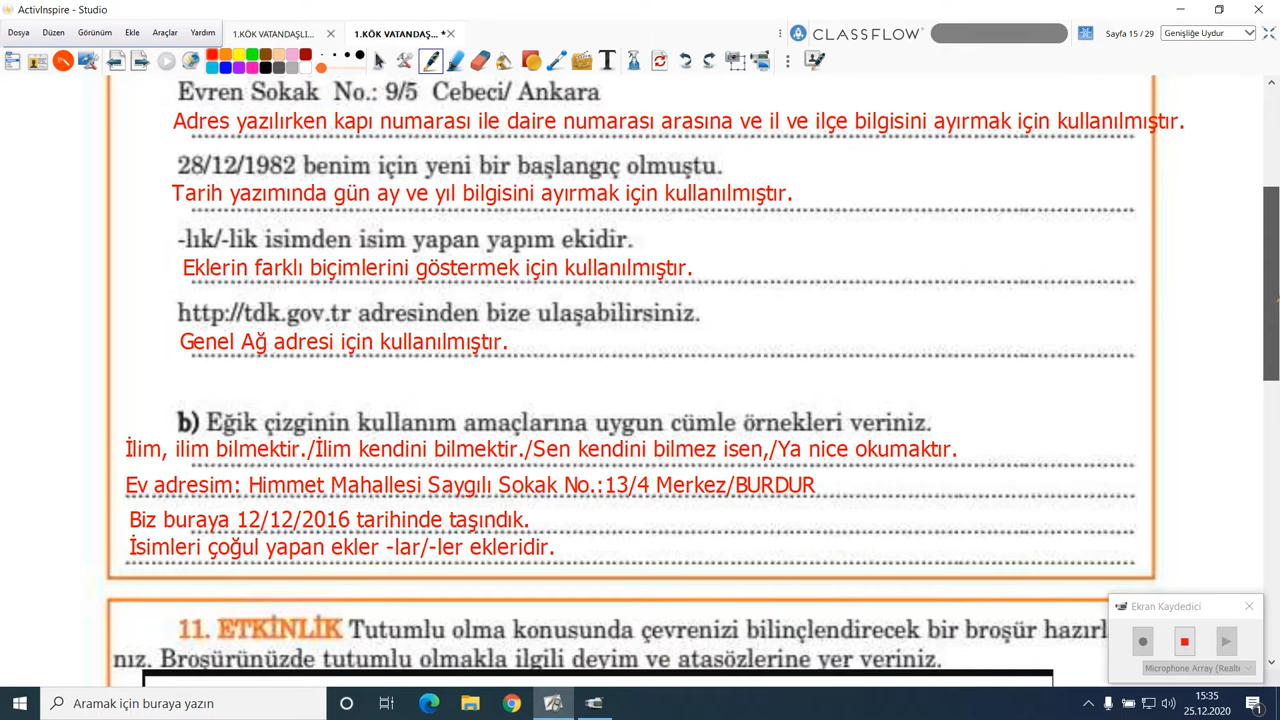 ActivInspire - Studio
Dosya Düzen Görünüm Ekle Araçlar Yardım
1.KÖK VATANDAŞLI...
1.KÖK VATANDAŞ... *
CLASSFLOW
Sayfa 15 / 29
Genişliğe Uydur
Evren Sokak No.: 9/5 Cebeci/ Ankara
Adres yazılırken kapı numarası ile daire numarası arasına ve il ve ilçe bilgisini ayırmak için kullanılmıştır.
28/12/1982 benim için yeni bir başlangıç olmuştu.
Tarih yazımında gün ay ve yıl bilgisini ayırmak için kullanılmıştır.
-lık/-lik isimden isim yapan yapım ekidir.
Eklerin farklı biçimlerini göstermek için kullanılmıştır.
http://tdk.gov.tr adresinden bize ulaşabilirsiniz.
Genel Ağ adresi için kullanılmıştır.
b) Eğik çizginin kullanım amaçlarına uygun cümle örnekleri veriniz.
İlim, ilim bilmektir./İlim kendini bilmektir./Sen kendini bilmez isen,/Ya nice okumaktır.
Ev adresim: Himmet Mahallesi Saygılı Sokak No.:13/4 Merkez/BURDUR
Biz buraya 12/12/2016 tarihinde taşındık.
İsimleri çoğul yapan ekler -lar/-ler ekleridir.
11. ETKİNLİK Tutumlu olma konusunda çevrenizi bilinçlendirecek bir broşür hazırl
nız. Broşürünüzde tutumlu olmakla ilgili deyim ve atasözlerine yer veriniz.
Ekran Kaydedici
Microphone Array (Realte
Aramak için buraya yazın
15:35
25.12.2020
1